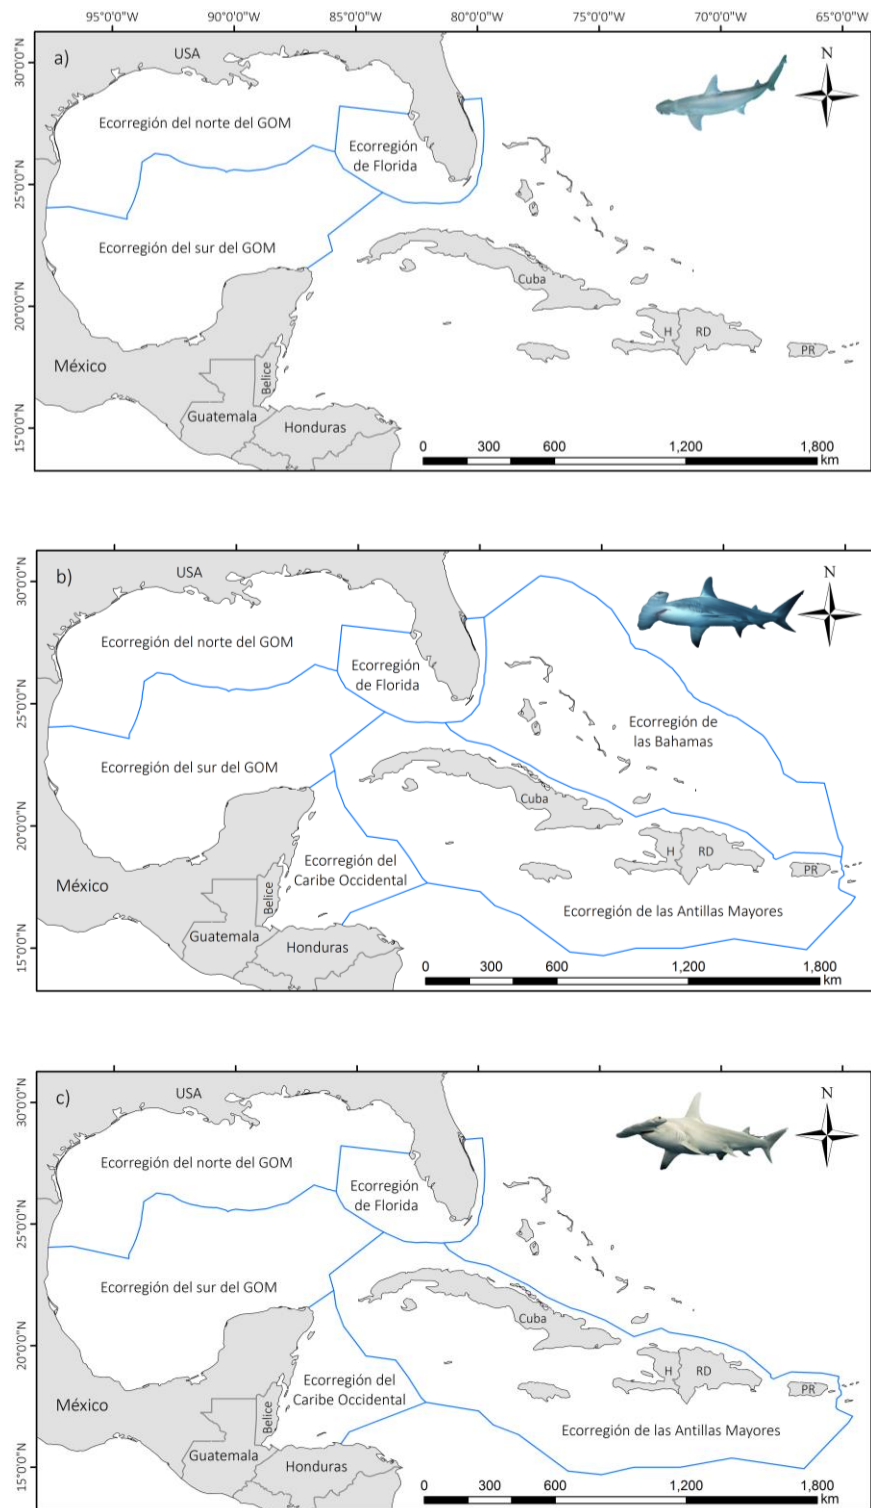 95°0'0"W 90°0'0"W 85°0'0"W 80°0'0"W 75°0'0"W 70°0'0"W 65°0'0"W
30°0'0"N
25°0'0"N
20°0'0"N
15°0'0"N
a)
USA
N
Ecorregión del norte del GOM
Ecorregión
de Florida
Ecorregión del sur del GOM
Cuba
H
RD
PR
México
Belice
Guatemala
Honduras
0 300 600 1,200 1,800
km
30°0'0"N
25°0'0"N
20°0'0"N
15°0'0"N
b)
USA
N
Ecorregión del norte del GOM
Ecorregión
de Florida
Ecorregión de
las Bahamas
Ecorregión del sur del GOM
Cuba
H
RD
PR
Ecorregión del
Caribe Occidental
México
Belice
Ecorregión de las Antillas Mayores
Guatemala
Honduras
0 300 600 1,200 1,800
km
30°0'0"N
25°0'0"N
20°0'0"N
15°0'0"N
c)
USA
N
Ecorregión del norte del GOM
Ecorregión
de Florida
Ecorregión del sur del GOM
Cuba
H
RD
PR
Ecorregión del
Caribe Occidental
México
Belice
Ecorregión de las Antillas Mayores
Guatemala
Honduras
0 300 600 1,200 1,800
km